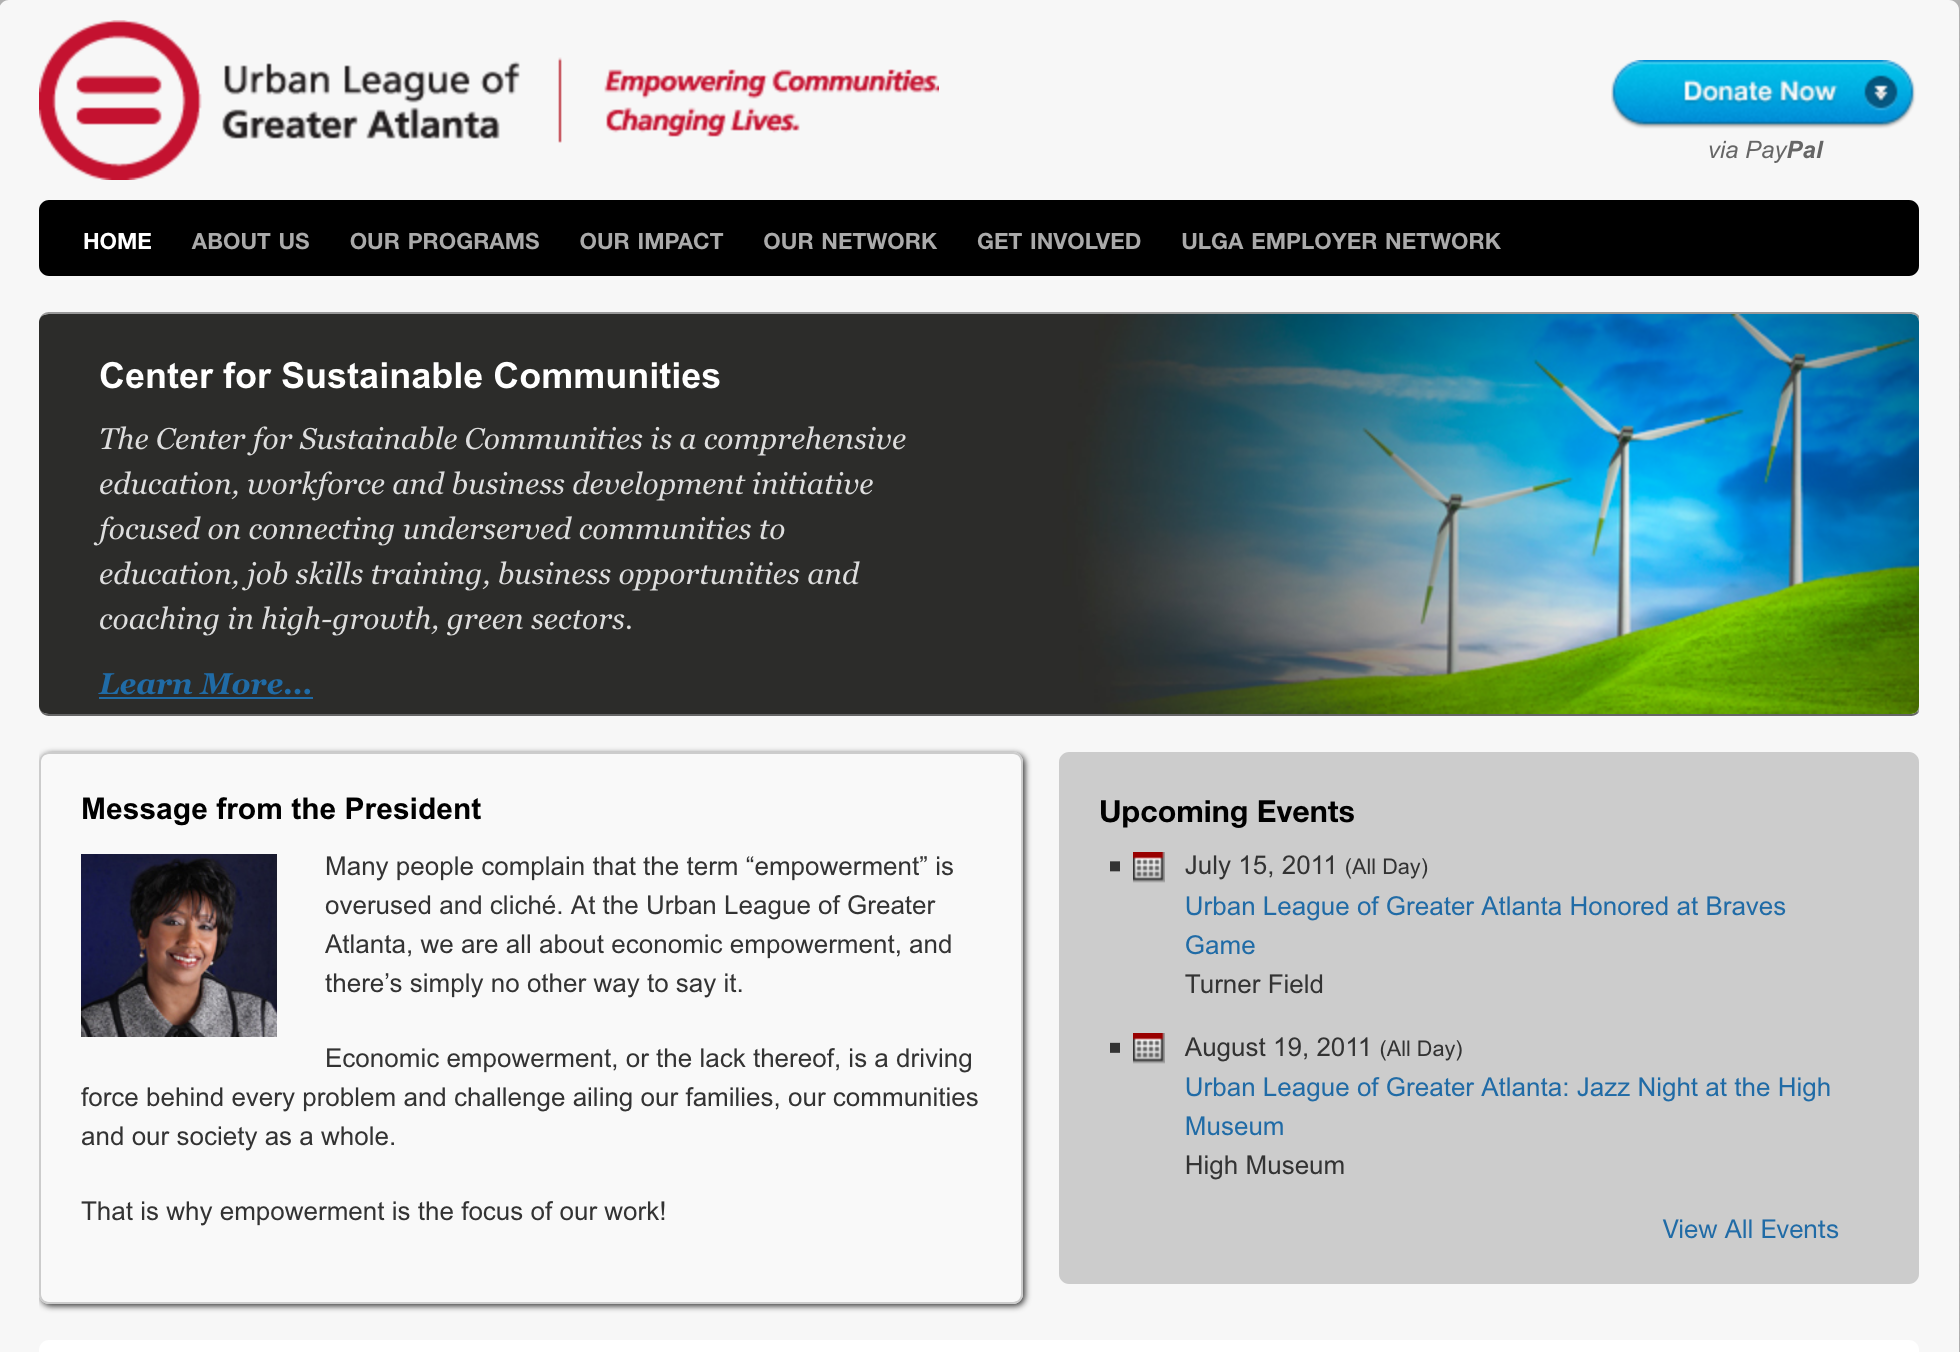 Urban League of
Greater Atlanta
Empowering Communities.
Changing Lives.
Donate Now
via PayPal
HOME ABOUT US OUR PROGRAMS OUR IMPACT OUR NETWORK GET INVOLVED ULGA EMPLOYER NETWORK
Center for Sustainable Communities
The Center for Sustainable Communities is a comprehensive
education, workforce and business development initiative
focused on connecting underserved communities to
education, job skills training, business opportunities and
coaching in high-growth, green sectors.
Learn More...
Message from the President
Many people complain that the term “empowerment” is
overused and cliché. At the Urban League of Greater
Atlanta, we are all about economic empowerment, and
there’s simply no other way to say it.
Economic empowerment, or the lack thereof, is a driving
force behind every problem and challenge ailing our families, our communities
and our society as a whole.
That is why empowerment is the focus of our work!
Upcoming Events
July 15, 2011 (All Day)
Urban League of Greater Atlanta Honored at Braves
Game
Turner Field
August 19, 2011 (All Day)
Urban League of Greater Atlanta: Jazz Night at the High
Museum
High Museum
View All Events